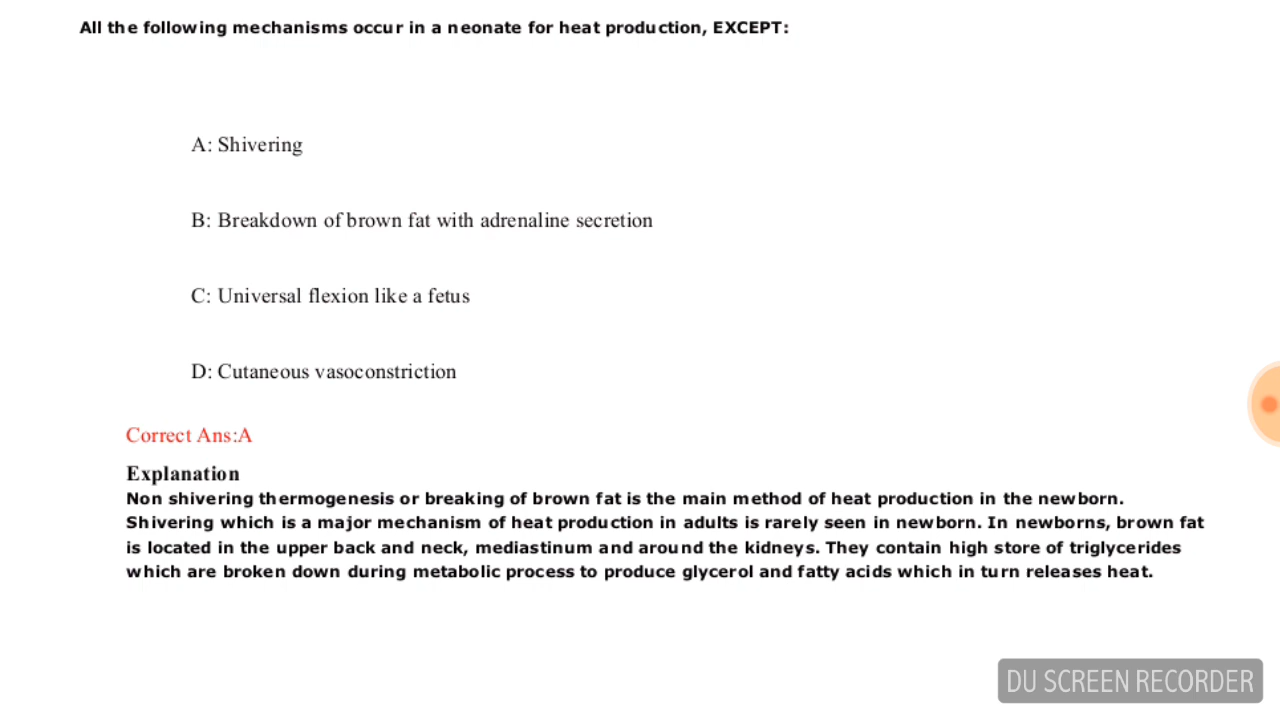 All the following mechanisms occur in a neonate for heat production, EXCEPT:
A: Shivering
B: Breakdown of brown fat with adrenaline secretion
C: Universal flexion like a fetus
D: Cutaneous vasoconstriction
Correct Ans:A
Explanation
Non shivering thermogenesis or breaking of brown fat is the main method of heat production in the newborn.
Shivering which is a major mechanism of heat production in adults is rarely seen in newborn. In newborns, brown fat
is located in the upper back and neck, mediastinum and around the kidneys. They contain high store of triglycerides
which are broken down during metabolic process to produce glycerol and fatty acids which in turn releases heat.
DU SCREEN RECORDER